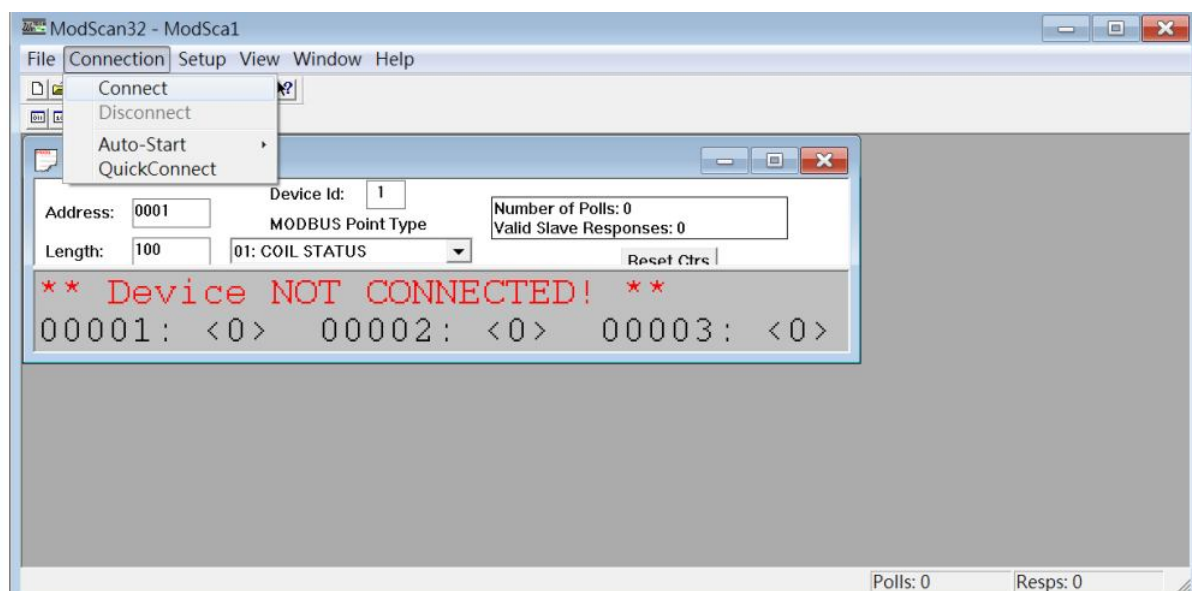 ModScan32 - ModSca1
File Connection Setup View Window Help
Connect
Disconnect
Auto-Start
QuickConnect
Device Id: 1
Address: 0001
MODBUS Point Type
Number of Polls: 0
Valid Slave Responses: 0
Length: 100
01: COIL STATUS
Reset Ctrs
** Device NOT CONNECTED! **
00001: <0> 00002: <0> 00003: <0>
Polls: 0 Resps: 0